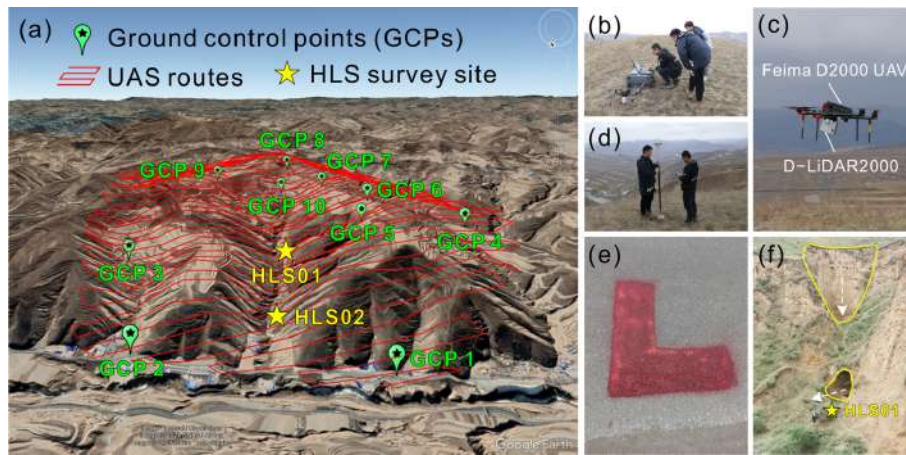 (a)
Ground control points (GCPs)
UAS routes
HLS survey site
GCP 8
GCP 9
GCP 7
GCP 6
GCP 10
GCP 5
GCP 4
GCP 3
HLS01
HLS02
GCP 2
GCP 1
Google Earth
(b)
(c)
Feima D2000 UAV
D-LiDAR2000
(d)
(e)
(f)
HLS01